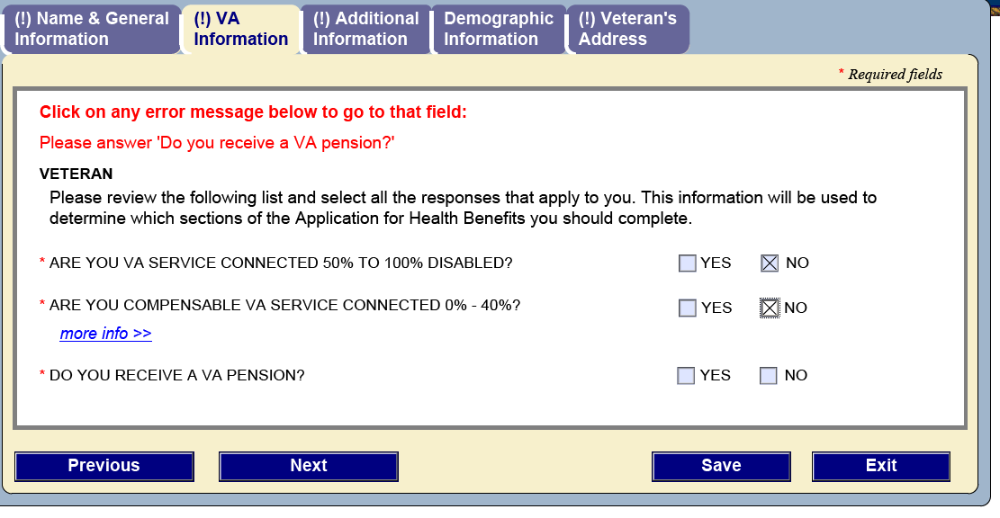 (!) Name & General
Information
(!) VA
Information
(!) Additional
Information
Demographic
Information
(!) Veteran's
Address
* Required fields
Click on any error message below to go to that field:
Please answer 'Do you receive a VA pension?'
VETERAN
Please review the following list and select all the responses that apply to you. This information will be used to
determine which sections of the Application for Health Benefits you should complete.
* ARE YOU VA SERVICE CONNECTED 50% TO 100% DISABLED? YES NO
* ARE YOU COMPENSABLE VA SERVICE CONNECTED 0% - 40%? YES NO
more info >>
* DO YOU RECEIVE A VA PENSION? YES NO
Previous Next Save Exit